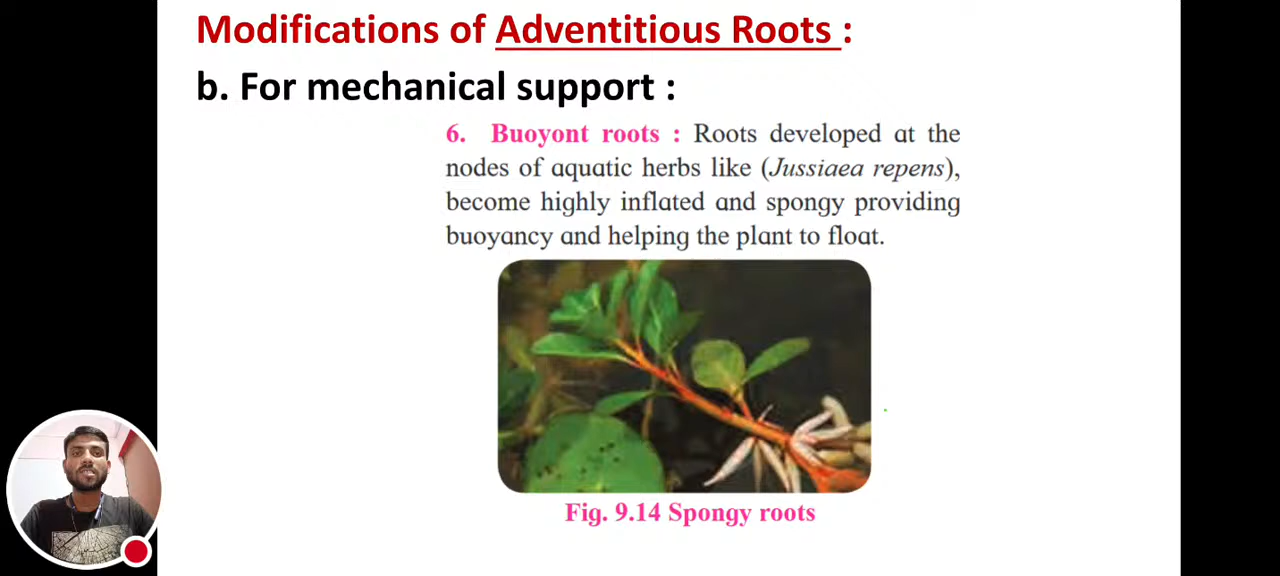 Modifications of Adventitious Roots :
b. For mechanical support :
6. Buoyont roots : Roots developed at the
nodes of aquatic herbs like (Jussiaea repens),
become highly inflated and spongy providing
buoyancy and helping the plant to float.
Fig. 9.14 Spongy roots